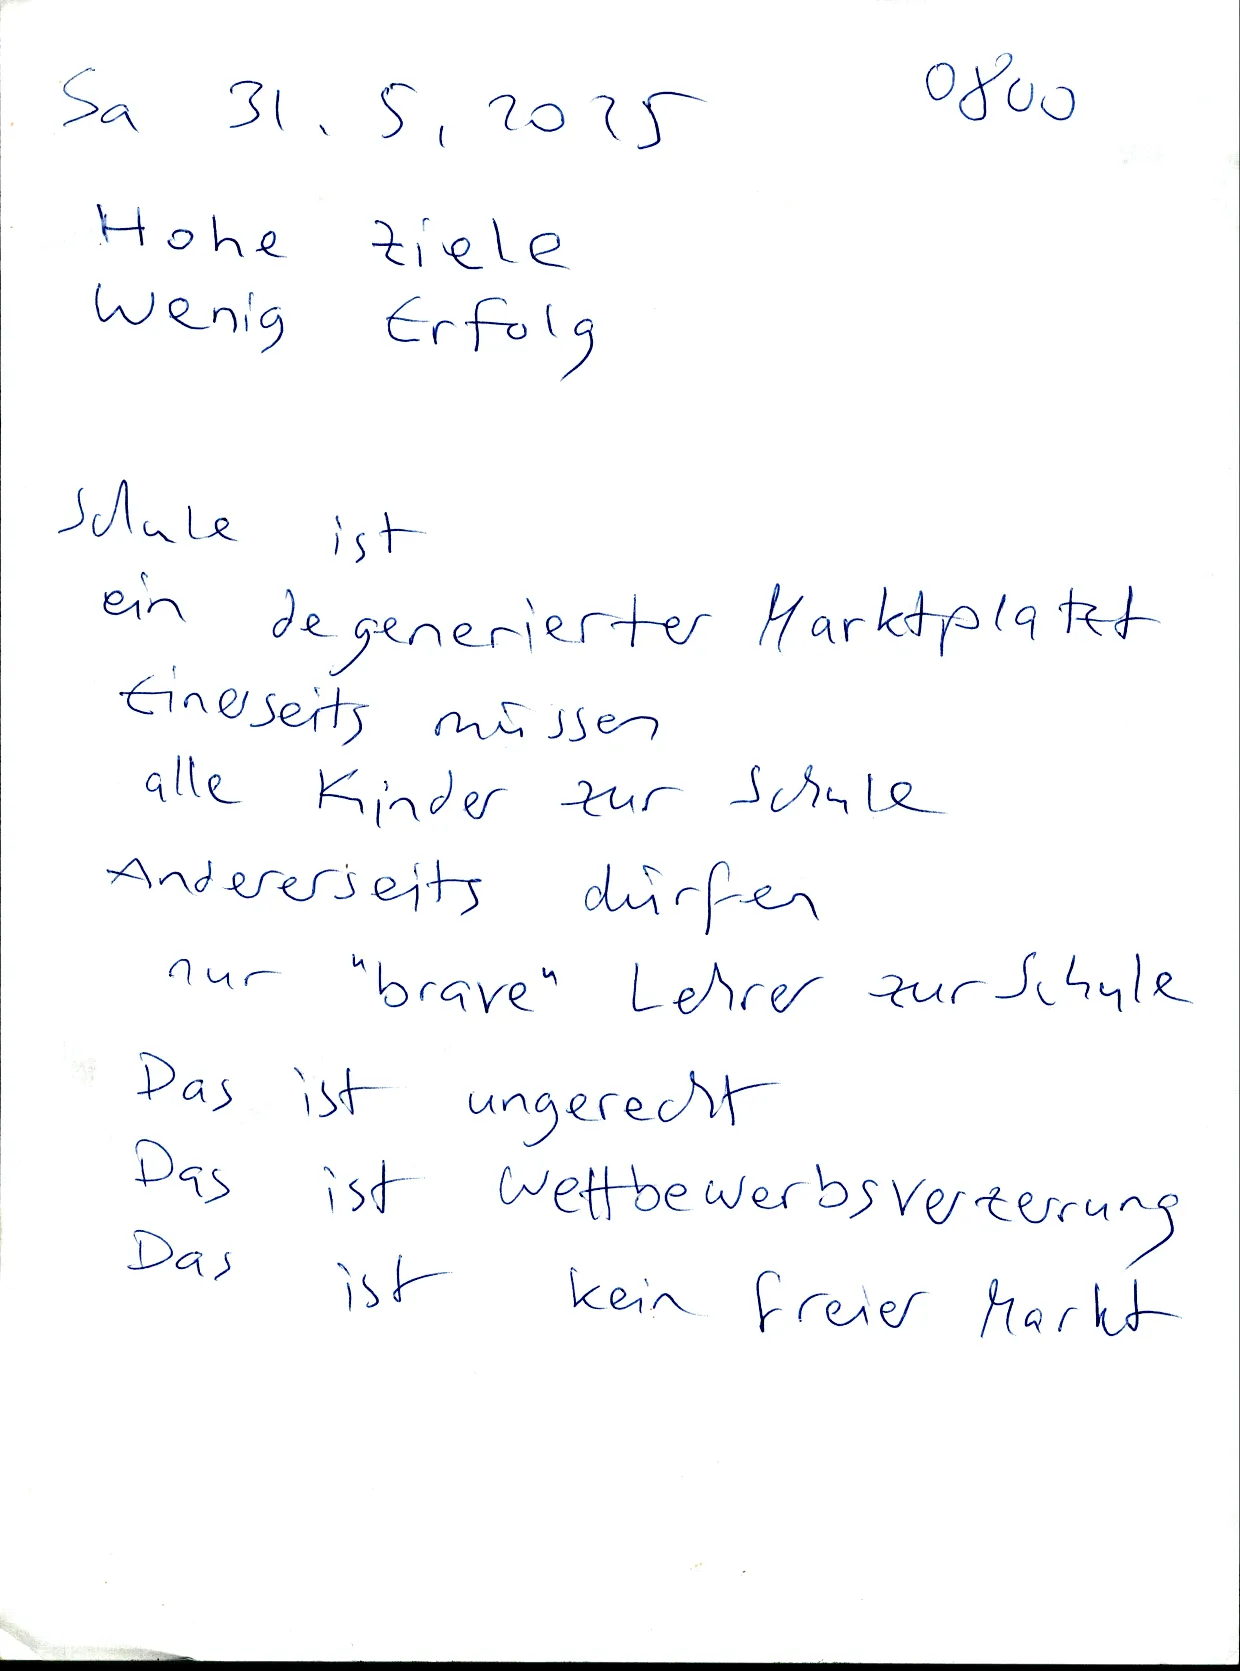 Sa 31. 5, 2025 0800
Hohe Ziele
Wenig Erfolg
Schule ist
ein degenerierter Marktplatzt
Einerseits müssen
alle Kinder zur Schule
Andererseits dürfen
nur "brave" Lehrer zur Schule
Das ist ungerecht
Das ist Wettbewerbsverzerrung
Das ist kein freier Markt